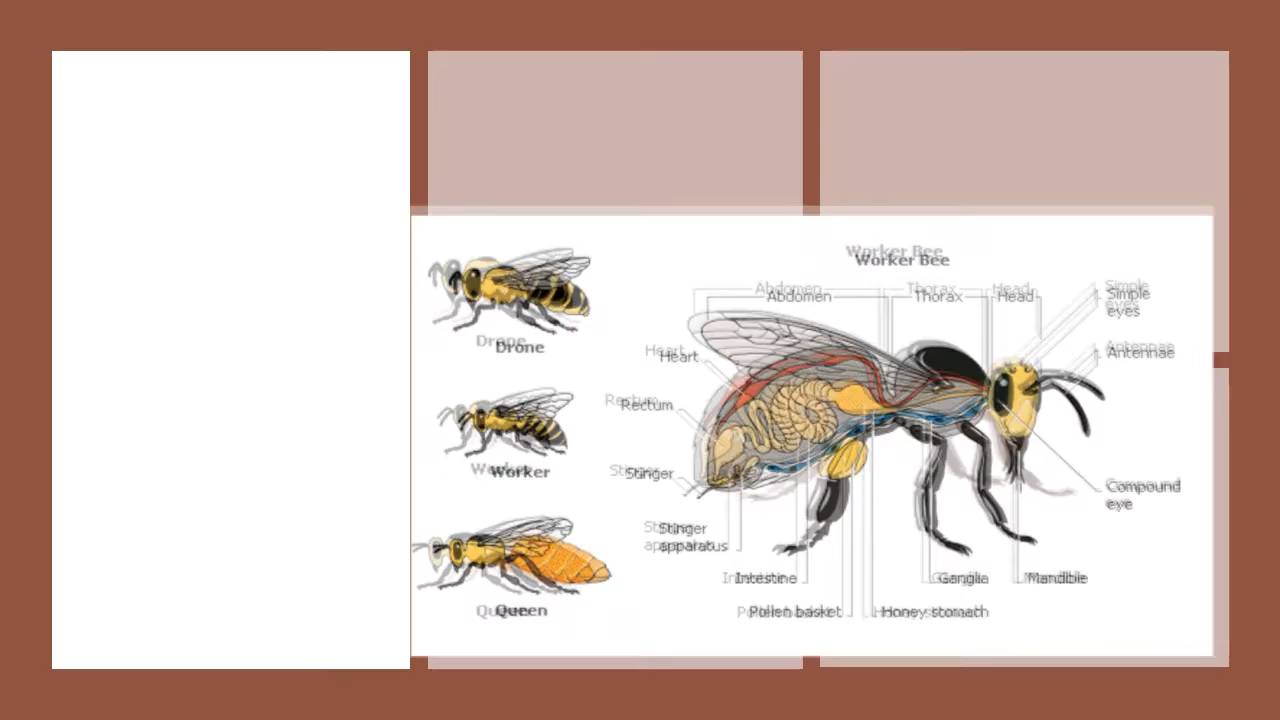 Worker Bee
Abdomen
Thorax
Head
Simple
eyes
Antennae
Heart
Rectum
Stinger
Stinger
apparatus
Intestine
Pollen basket
Honey stomach
Ganglia
Mandible
Compound
eye
Drone
Worker
Queen